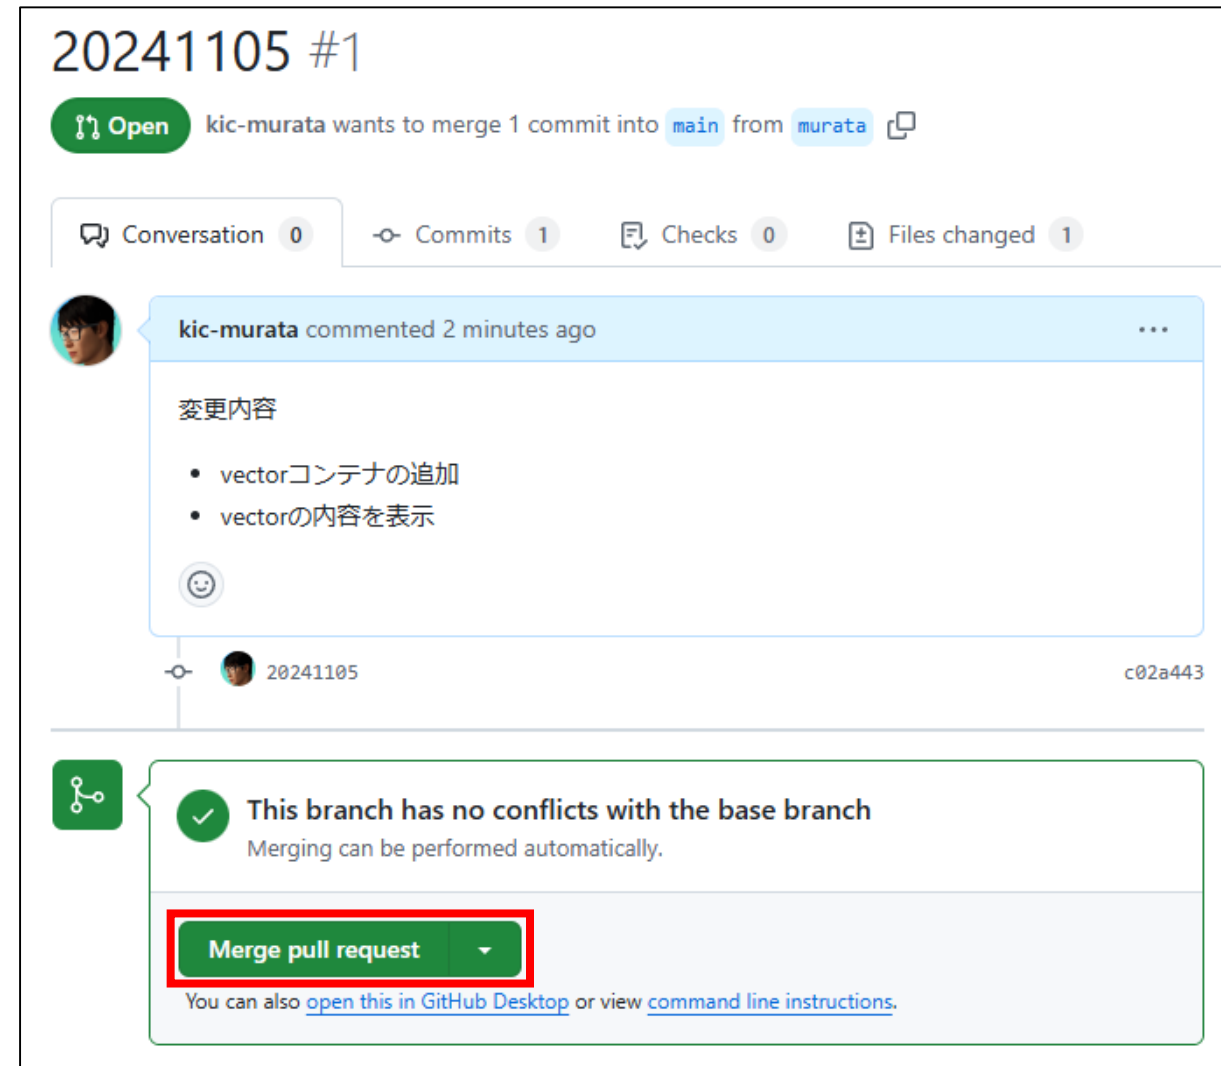 20241105 #1
Open kic-murata wants to merge 1 commit into main from murata
Conversation 0 Commits 1 Checks 0 Files changed 1
kic-murata commented 2 minutes ago
変更内容
• vectorコンテナの追加
• vectorの内容を表示
20241105 c02a443
This branch has no conflicts with the base branch
Merging can be performed automatically.
Merge pull request
You can also open this in GitHub Desktop or view command line instructions.